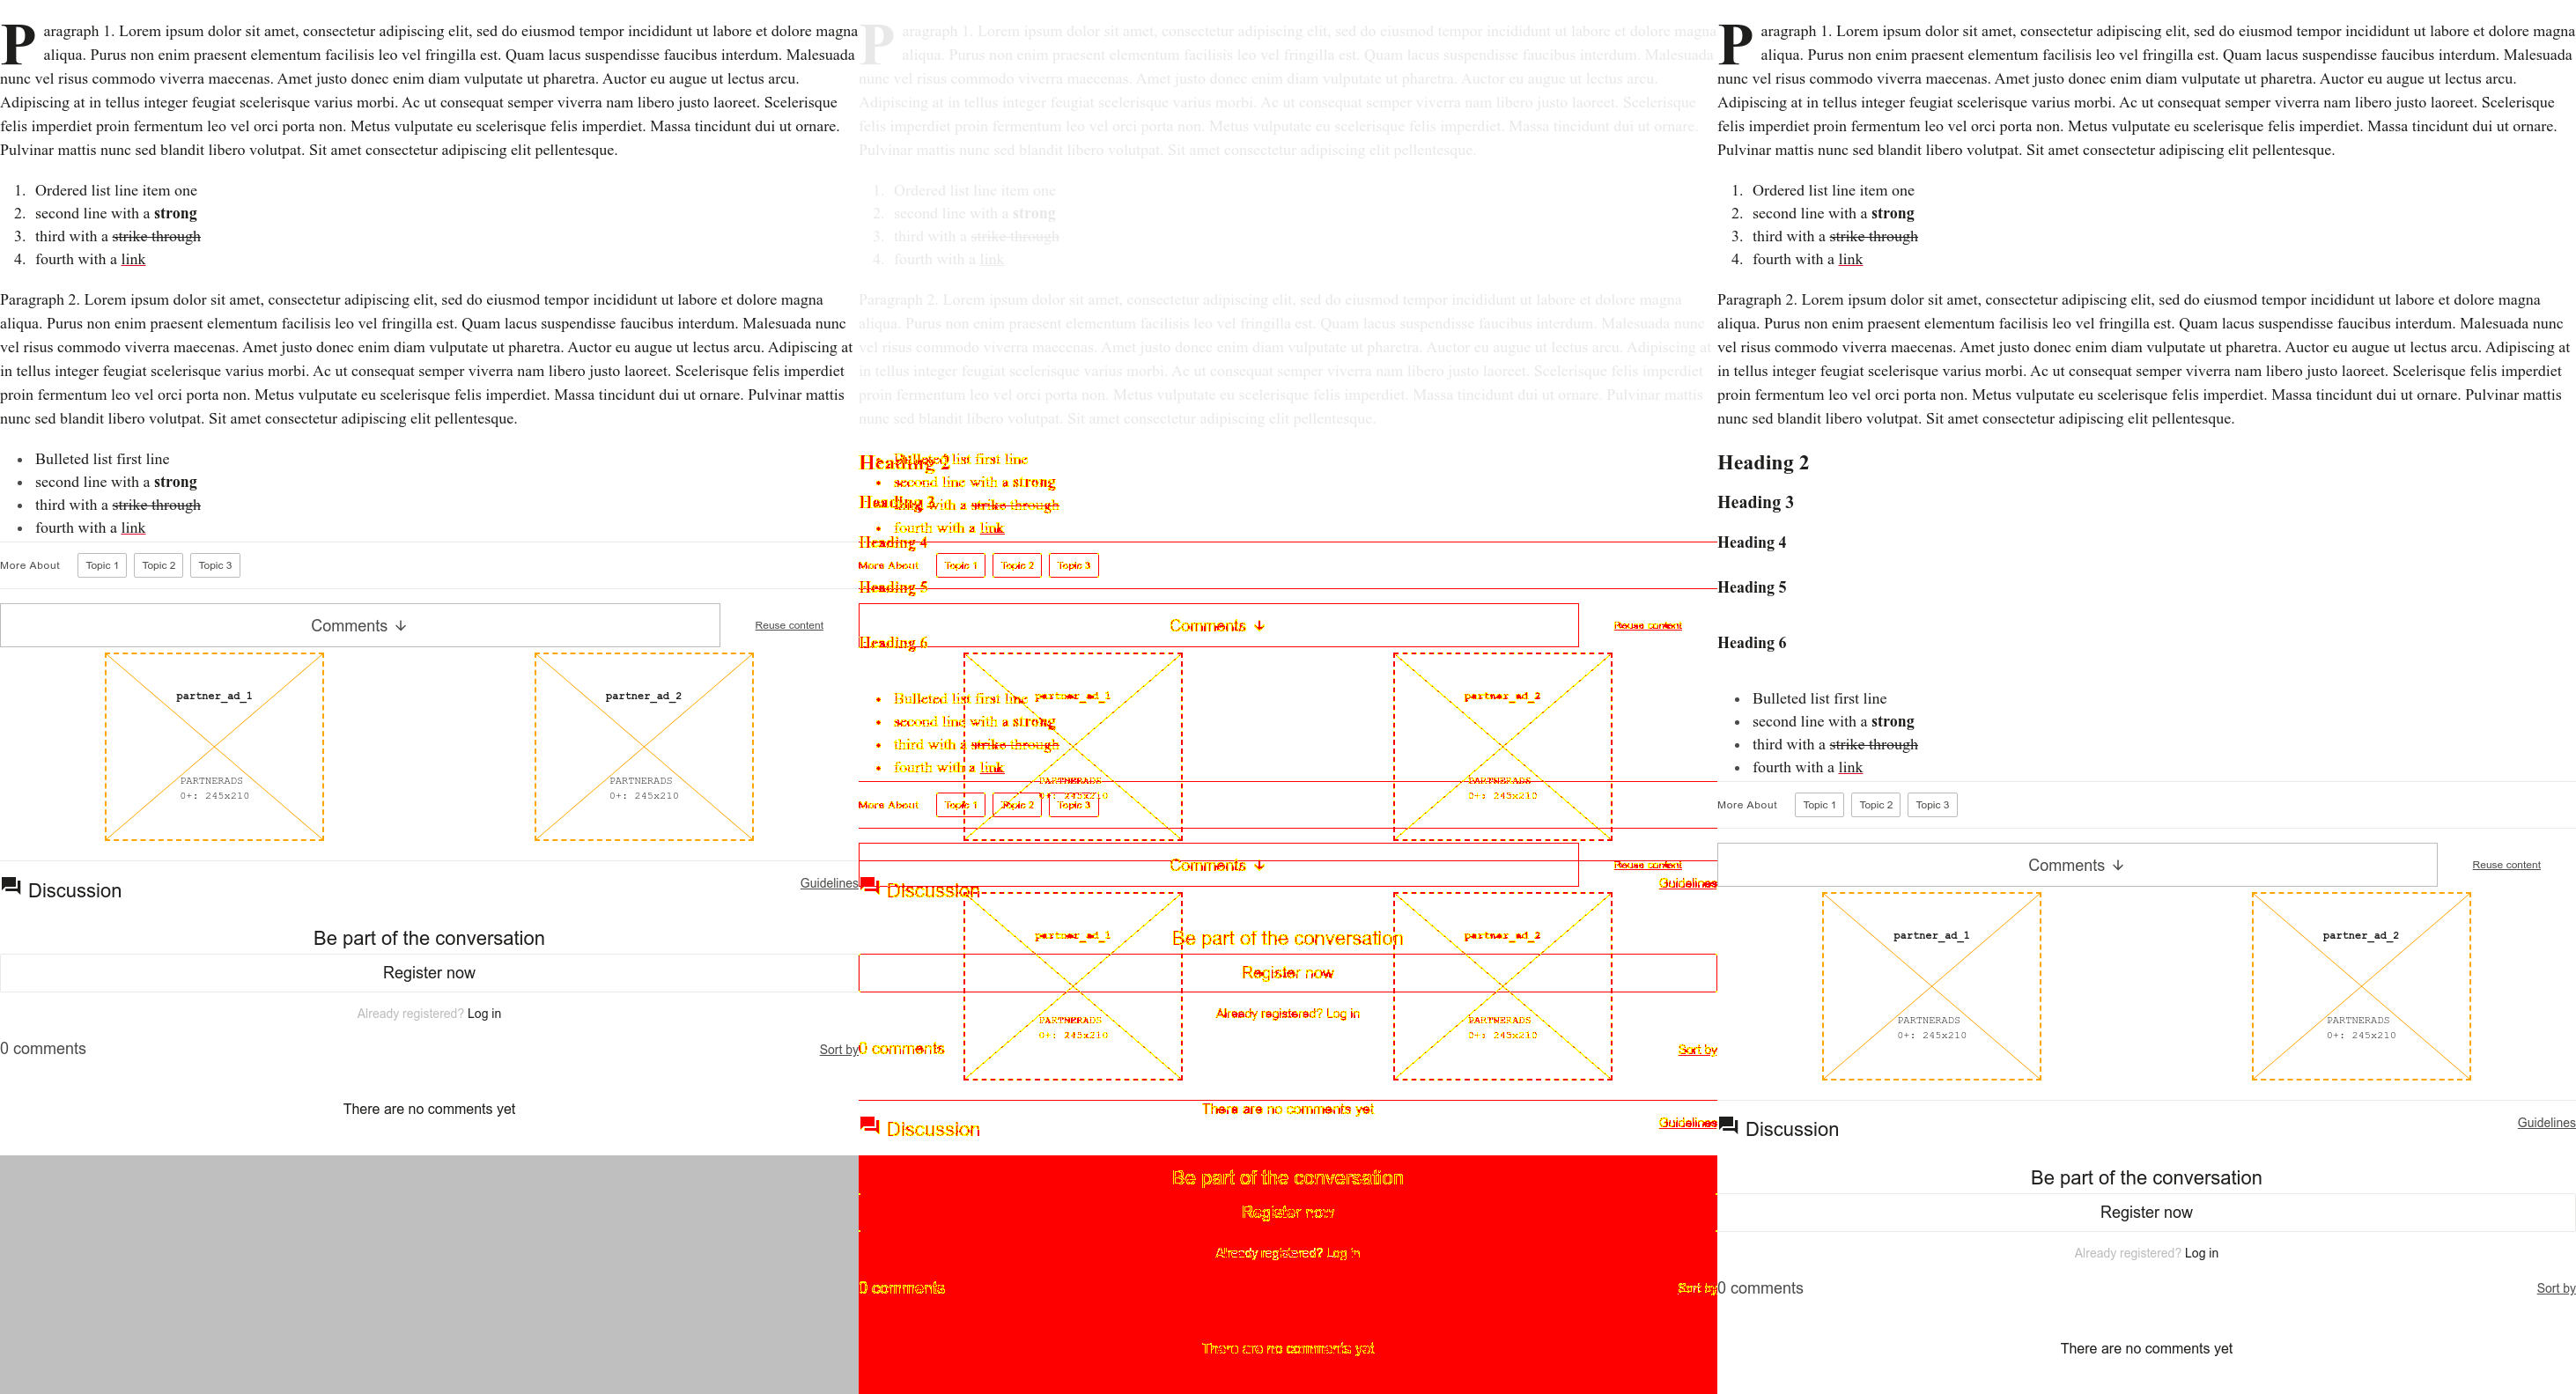 Paragraph 1. Lorem ipsum dolor sit amet, consectetur adipiscing elit, sed do eiusmod tempor incididunt ut labore et dolore magna
aliqua. Purus non enim praesent elementum facilisis leo vel fringilla est. Quam lacus suspendisse faucibus interdum. Malesuada
nunc vel risus commodo viverra maecenas. Amet justo donec enim diam vulputate ut pharetra. Auctor eu augue ut lectus arcu.
Adipiscing at in tellus integer feugiat scelerisque varius morbi. Ac ut consequat semper viverra nam libero justo laoreet. Scelerisque
felis imperdiet proin fermentum leo vel orci porta non. Metus vulputate eu scelerisque felis imperdiet. Massa tincidunt dui ut ornare.
Pulvinar mattis nunc sed blandit libero volutpat. Sit amet consectetur adipiscing elit pellentesque.
1. Ordered list line item one
2. second line with a strong
3. third with a strike through
4. fourth with a link
Paragraph 2. Lorem ipsum dolor sit amet, consectetur adipiscing elit, sed do eiusmod tempor incididunt ut labore et dolore magna
aliqua. Purus non enim praesent elementum facilisis leo vel fringilla est. Quam lacus suspendisse faucibus interdum. Malesuada nunc
vel risus commodo viverra maecenas. Amet justo donec enim diam vulputate ut pharetra. Auctor eu augue ut lectus arcu. Adipiscing at
in tellus integer feugiat scelerisque varius morbi. Ac ut consequat semper viverra nam libero justo laoreet. Scelerisque felis imperdiet
proin fermentum leo vel orci porta non. Metus vulputate eu scelerisque felis imperdiet. Massa tincidunt dui ut ornare. Pulvinar mattis
nunc sed blandit libero volutpat. Sit amet consectetur adipiscing elit pellentesque.
• Bulleted list first line
• second line with a strong
• third with a strike through
• fourth with a link
More About Topic 1 Topic 2 Topic 3
Comments ↓ Reuse content
partner_ad_1 partner_ad_2
PARTNERADS PARTNERADS
0+: 245x210 0+: 245x210
Discussion Guidelines
Be part of the conversation
Register now
Already registered? Log in
0 comments Sort by
There are no comments yet
Paragraph 1. Lorem ipsum dolor sit amet, consectetur adipiscing elit, sed do eiusmod tempor incididunt ut labore et dolore magna
aliqua. Purus non enim praesent elementum facilisis leo vel fringilla est. Quam lacus suspendisse faucibus interdum. Malesuada
nunc vel risus commodo viverra maecenas. Amet justo donec enim diam vulputate ut pharetra. Auctor eu augue ut lectus arcu.
Adipiscing at in tellus integer feugiat scelerisque varius morbi. Ac ut consequat semper viverra nam libero justo laoreet. Scelerisque
felis imperdiet proin fermentum leo vel orci porta non. Metus vulputate eu scelerisque felis imperdiet. Massa tincidunt dui ut ornare.
Pulvinar mattis nunc sed blandit libero volutpat. Sit amet consectetur adipiscing elit pellentesque.
1. Ordered list line item one
2. second line with a strong
3. third with a strike through
4. fourth with a link
Paragraph 2. Lorem ipsum dolor sit amet, consectetur adipiscing elit, sed do eiusmod tempor incididunt ut labore et dolore magna
aliqua. Purus non enim praesent elementum facilisis leo vel fringilla est. Quam lacus suspendisse faucibus interdum. Malesuada nunc
vel risus commodo viverra maecenas. Amet justo donec enim diam vulputate ut pharetra. Auctor eu augue ut lectus arcu. Adipiscing at
in tellus integer feugiat scelerisque varius morbi. Ac ut consequat semper viverra nam libero justo laoreet. Scelerisque felis imperdiet
proin fermentum leo vel orci porta non. Metus vulputate eu scelerisque felis imperdiet. Massa tincidunt dui ut ornare. Pulvinar mattis
nunc sed blandit libero volutpat. Sit amet consectetur adipiscing elit pellentesque.
Heading 2
• Bulleted list first line
• second line with a strong
Heading 3
• third with a strike through
• fourth with a link
Heading 4
More About Topic 1 Topic 2 Topic 3
Heading 5
Comments ↓ Reuse content
Heading 6
partner_ad_1 partner_ad_2
• Bulleted list first line
• second line with a strong
• third with a strike through
• fourth with a link
PARTNERADS PARTNERADS
0+: 245x210 0+: 245x210
More About Topic 1 Topic 2 Topic 3
Comments ↓ Reuse content
Discussion Guidelines
partner_ad_1 partner_ad_2
Be part of the conversation
Register now
Already registered? Log in
PARTNERADS PARTNERADS
0+: 245x210 0+: 245x210
0 comments Sort by
There are no comments yet
Discussion Guidelines
Be part of the conversation
Register now
Already registered? Log in
0 comments Sort by
There are no comments yet
Paragraph 1. Lorem ipsum dolor sit amet, consectetur adipiscing elit, sed do eiusmod tempor incididunt ut labore et dolore magna
aliqua. Purus non enim praesent elementum facilisis leo vel fringilla est. Quam lacus suspendisse faucibus interdum. Malesuada
nunc vel risus commodo viverra maecenas. Amet justo donec enim diam vulputate ut pharetra. Auctor eu augue ut lectus arcu.
Adipiscing at in tellus integer feugiat scelerisque varius morbi. Ac ut consequat semper viverra nam libero justo laoreet. Scelerisque
felis imperdiet proin fermentum leo vel orci porta non. Metus vulputate eu scelerisque felis imperdiet. Massa tincidunt dui ut ornare.
Pulvinar mattis nunc sed blandit libero volutpat. Sit amet consectetur adipiscing elit pellentesque.
1. Ordered list line item one
2. second line with a strong
3. third with a strike through
4. fourth with a link
Paragraph 2. Lorem ipsum dolor sit amet, consectetur adipiscing elit, sed do eiusmod tempor incididunt ut labore et dolore magna
aliqua. Purus non enim praesent elementum facilisis leo vel fringilla est. Quam lacus suspendisse faucibus interdum. Malesuada nunc
vel risus commodo viverra maecenas. Amet justo donec enim diam vulputate ut pharetra. Auctor eu augue ut lectus arcu. Adipiscing at
in tellus integer feugiat scelerisque varius morbi. Ac ut consequat semper viverra nam libero justo laoreet. Scelerisque felis imperdiet
proin fermentum leo vel orci porta non. Metus vulputate eu scelerisque felis imperdiet. Massa tincidunt dui ut ornare. Pulvinar mattis
nunc sed blandit libero volutpat. Sit amet consectetur adipiscing elit pellentesque.
Heading 2
Heading 3
Heading 4
Heading 5
Heading 6
• Bulleted list first line
• second line with a strong
• third with a strike through
• fourth with a link
More About Topic 1 Topic 2 Topic 3
Comments ↓ Reuse content
partner_ad_1 partner_ad_2
PARTNERADS PARTNERADS
0+: 245x210 0+: 245x210
Discussion Guidelines
Be part of the conversation
Register now
Already registered? Log in
0 comments Sort by
There are no comments yet